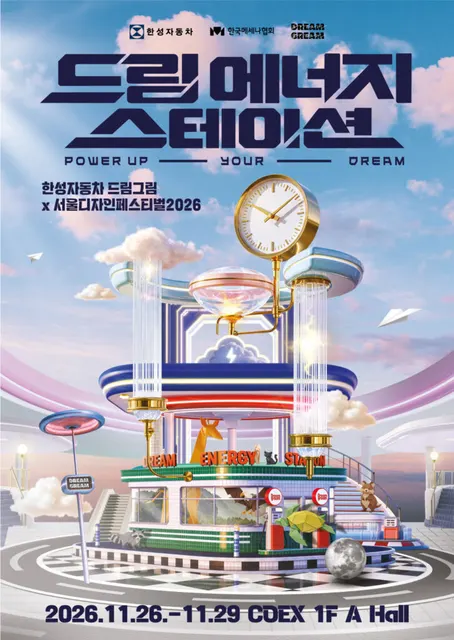 한성자동차
한국메세나협회
DREAM
GREAM
드림 에너지
스테이션
POWER UP — YOUR — DREAM
한성자동차 드림그림
x 서울디자인페스티벌2026
DREAM ENERGY STATION
DREAM
GREAM
2026.11.26.-11.29 COEX 1F A Hall